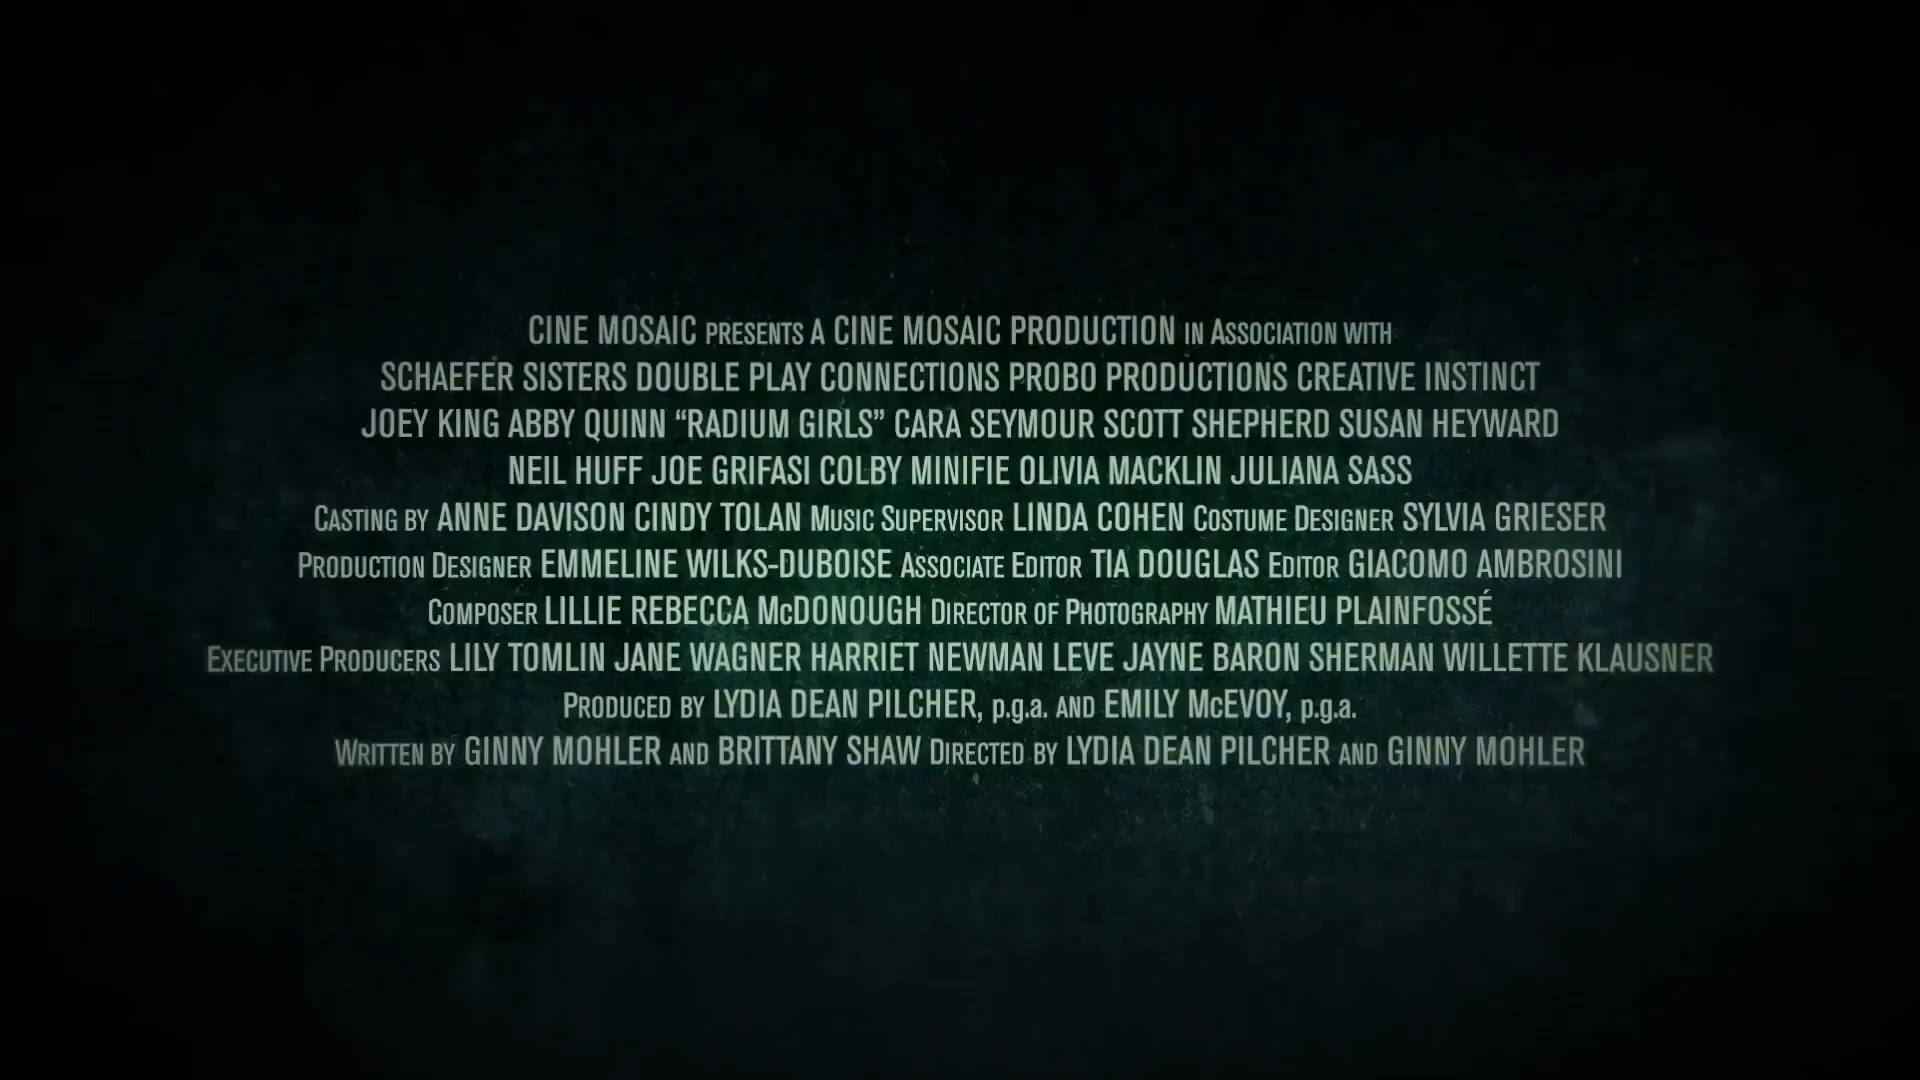 CINE MOSAIC PRESENTS A CINE MOSAIC PRODUCTION IN ASSOCIATION WITH
SCHAEFER SISTERS DOUBLE PLAY CONNECTIONS PROBO PRODUCTIONS CREATIVE INSTINCT
JOEY KING ABBY QUINN “RADIUM GIRLS” CARA SEYMOUR SCOTT SHEPHERD SUSAN HEYWARD
NEIL HUFF JOE GRIFASI COLBY MINIFIE OLIVIA MACKLIN JULIANA SASS
CASTING BY ANNE DAVISON CINDY TOLAN MUSIC SUPERVISOR LINDA COHEN COSTUME DESIGNER SYLVIA GRIESER
PRODUCTION DESIGNER EMMELINE WILKS-DUBOISE ASSOCIATE EDITOR TIA DOUGLAS EDITOR GIACOMO AMBROSINI
COMPOSER LILLIE REBECCA McDONOUGH DIRECTOR OF PHOTOGRAPHY MATHIEU PLAINFOSSÉ
EXECUTIVE PRODUCERS LILY TOMLIN JANE WAGNER HARRIET NEWMAN LEVE JAYNE BARON SHERMAN WILLETTE KLAUSNER
PRODUCED BY LYDIA DEAN PILCHER, p.g.a. AND EMILY McEVOY, p.g.a.
WRITTEN BY GINNY MOHLER AND BRITTANY SHAW DIRECTED BY LYDIA DEAN PILCHER AND GINNY MOHLER